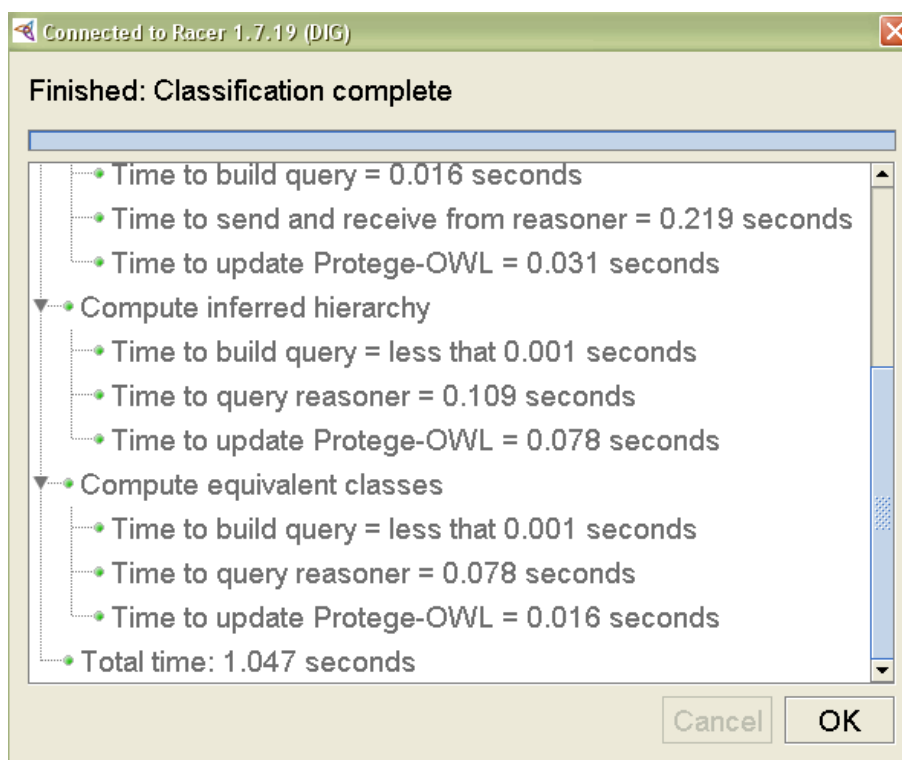 Connected to Racer 1.7.19 (DIG)
Finished: Classification complete
Time to build query = 0.016 seconds
Time to send and receive from reasoner = 0.219 seconds
Time to update Protege-OWL = 0.031 seconds
Compute inferred hierarchy
Time to build query = less that 0.001 seconds
Time to query reasoner = 0.109 seconds
Time to update Protege-OWL = 0.078 seconds
Compute equivalent classes
Time to build query = less that 0.001 seconds
Time to query reasoner = 0.078 seconds
Time to update Protege-OWL = 0.016 seconds
Total time: 1.047 seconds
Cancel OK